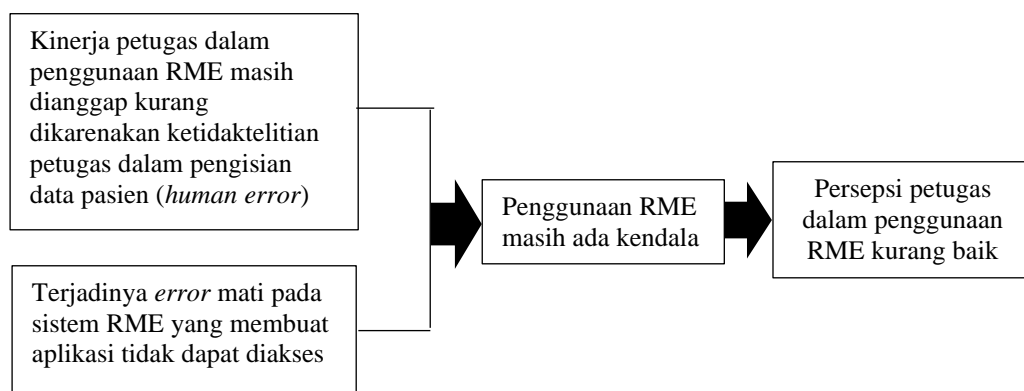 Kinerja petugas dalam
penggunaan RME masih
dianggap kurang
dikarenakan ketidaktelitian
petugas dalam pengisian
data pasien (human error)
Terjadinya error mati pada
sistem RME yang membuat
aplikasi tidak dapat diakses
Penggunaan RME
masih ada kendala
Persepsi petugas
dalam penggunaan
RME kurang baik